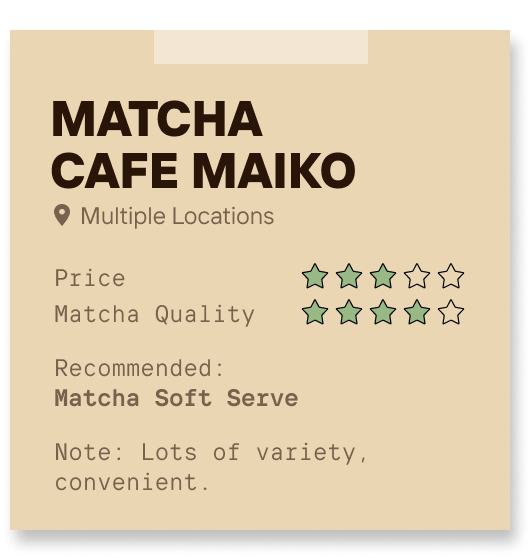 MATCHA
CAFE MAIKO
Multiple Locations
Price
Matcha Quality
Recommended:
Matcha Soft Serve
Note: Lots of variety,
convenient.